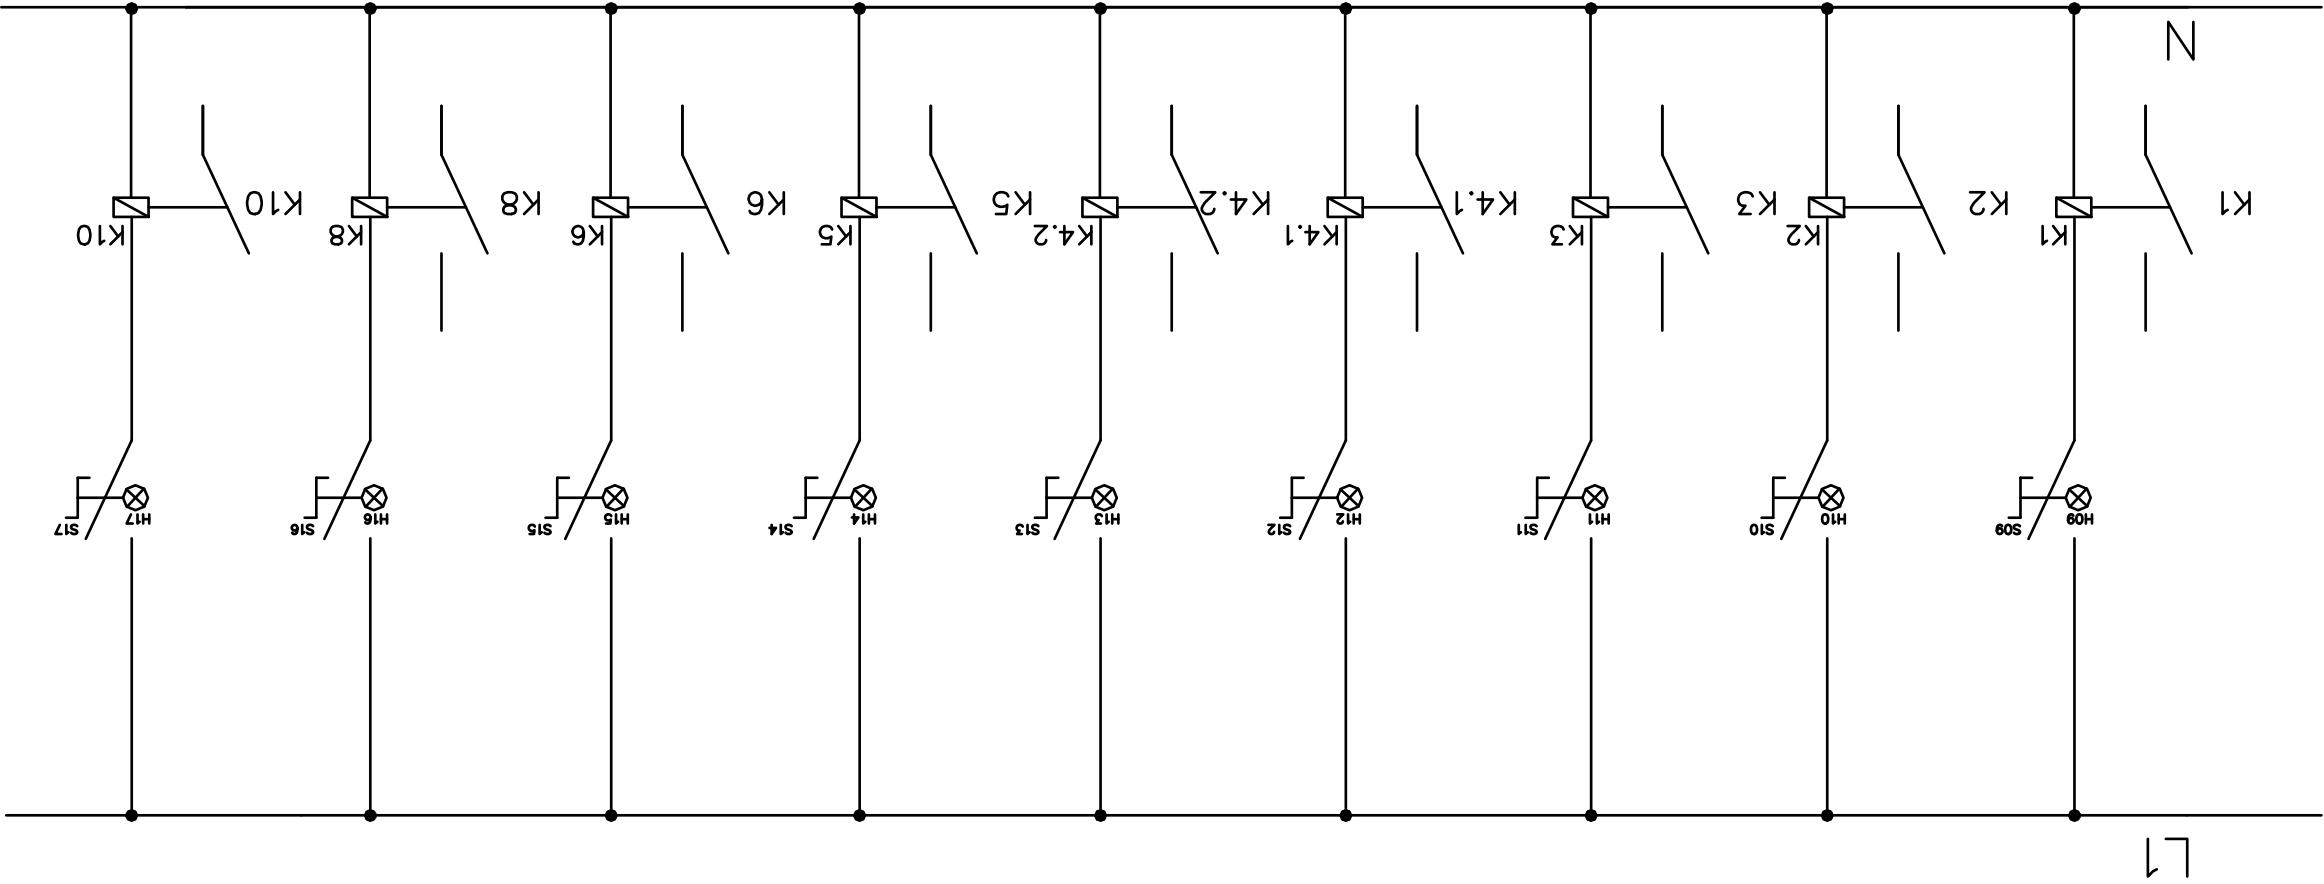 L1
S09 S10 S11 S12 S13 S14 S15 S16 S17
H09 H10 H11 H12 H13 H14 H15 H16 H17
K1 K2 K3 K4.1 K4.2 K5 K6 K8 K10
K1 K2 K3 K4.1 K4.2 K5 K6 K8 K10
N